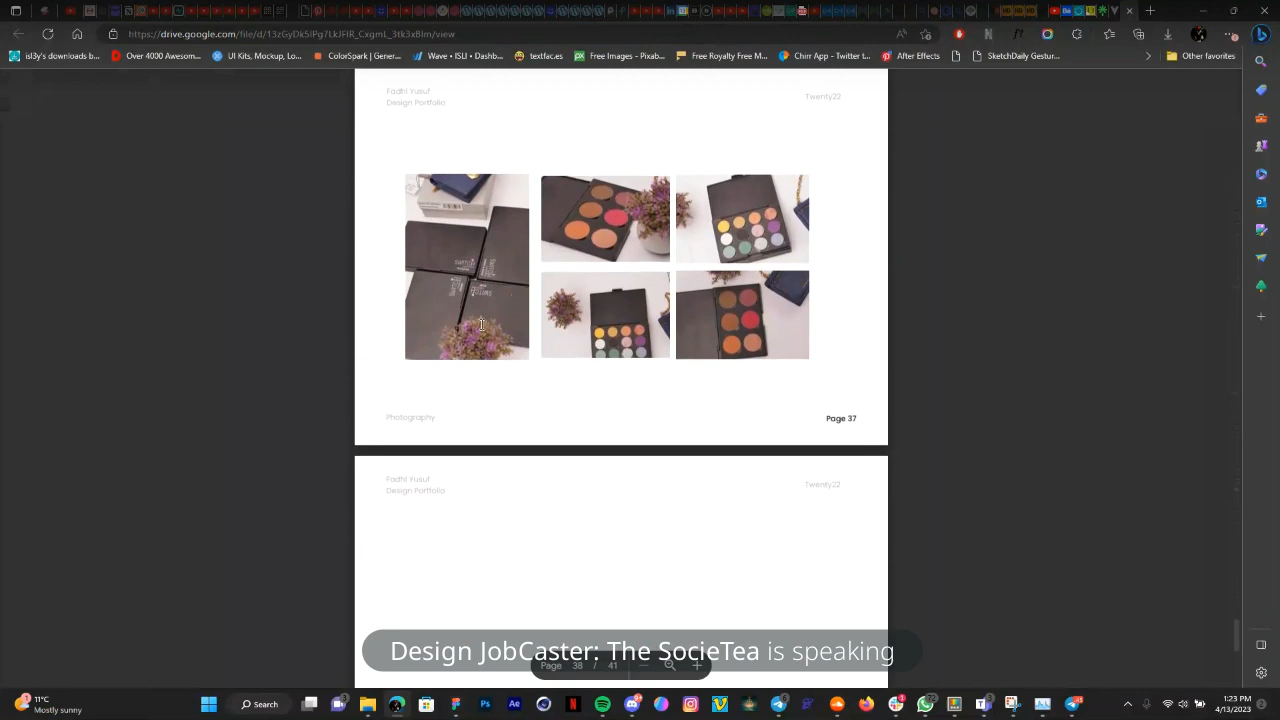 https://drive.google.com/file/d/13zGyDk5IPg7LkJFIR_CxgmL_3tk3xBlm/view
isl3y's downloads b...
Over 4000 Awesome...
UI Kits, Mockup, Lo...
ColorSpark | Gener...
Wave • ISLI • Dashb...
textfac.es
Free Images - Pixab...
Free Royalty Free M...
Chirr App - Twitter t...
After Effects
SketchDaily Gestur...
Other favorites
Fadhl Yusuf
Design Portfolio
Twenty22
Photography
Page 37
Fadhl Yusuf
Design Portfolio
Twenty22
Design JobCaster: The SocieTea is speaking
Page 38 / 41
11°C
Mostly sunny
Search
1:23 PM
4/3/2023